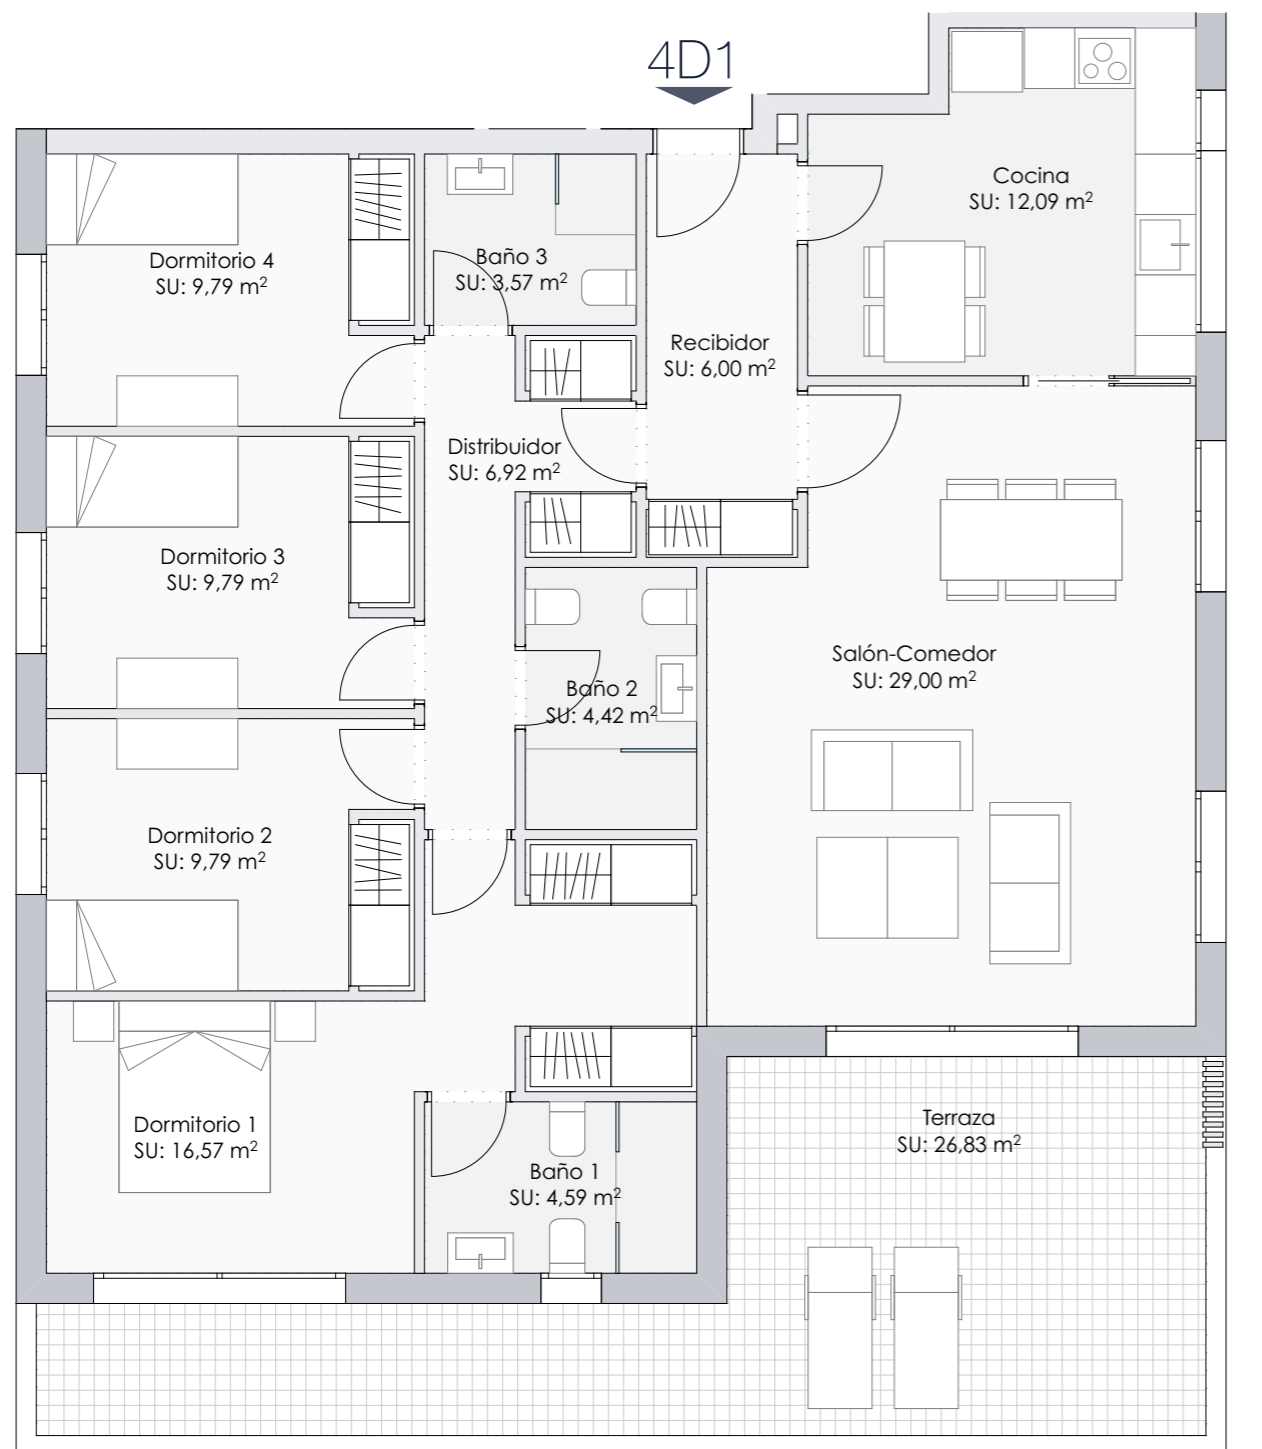 4D1
Cocina
SU: 12,09 m²
Dormitorio 4
SU: 9,79 m²
Baño 3
SU: 3,57 m²
Recibidor
SU: 6,00 m²
Distribuidor
SU: 6,92 m²
Dormitorio 3
SU: 9,79 m²
Salón-Comedor
SU: 29,00 m²
Baño 2
SU: 4,42 m²
Dormitorio 2
SU: 9,79 m²
Dormitorio 1
SU: 16,57 m²
Terraza
SU: 26,83 m²
Baño 1
SU: 4,59 m²